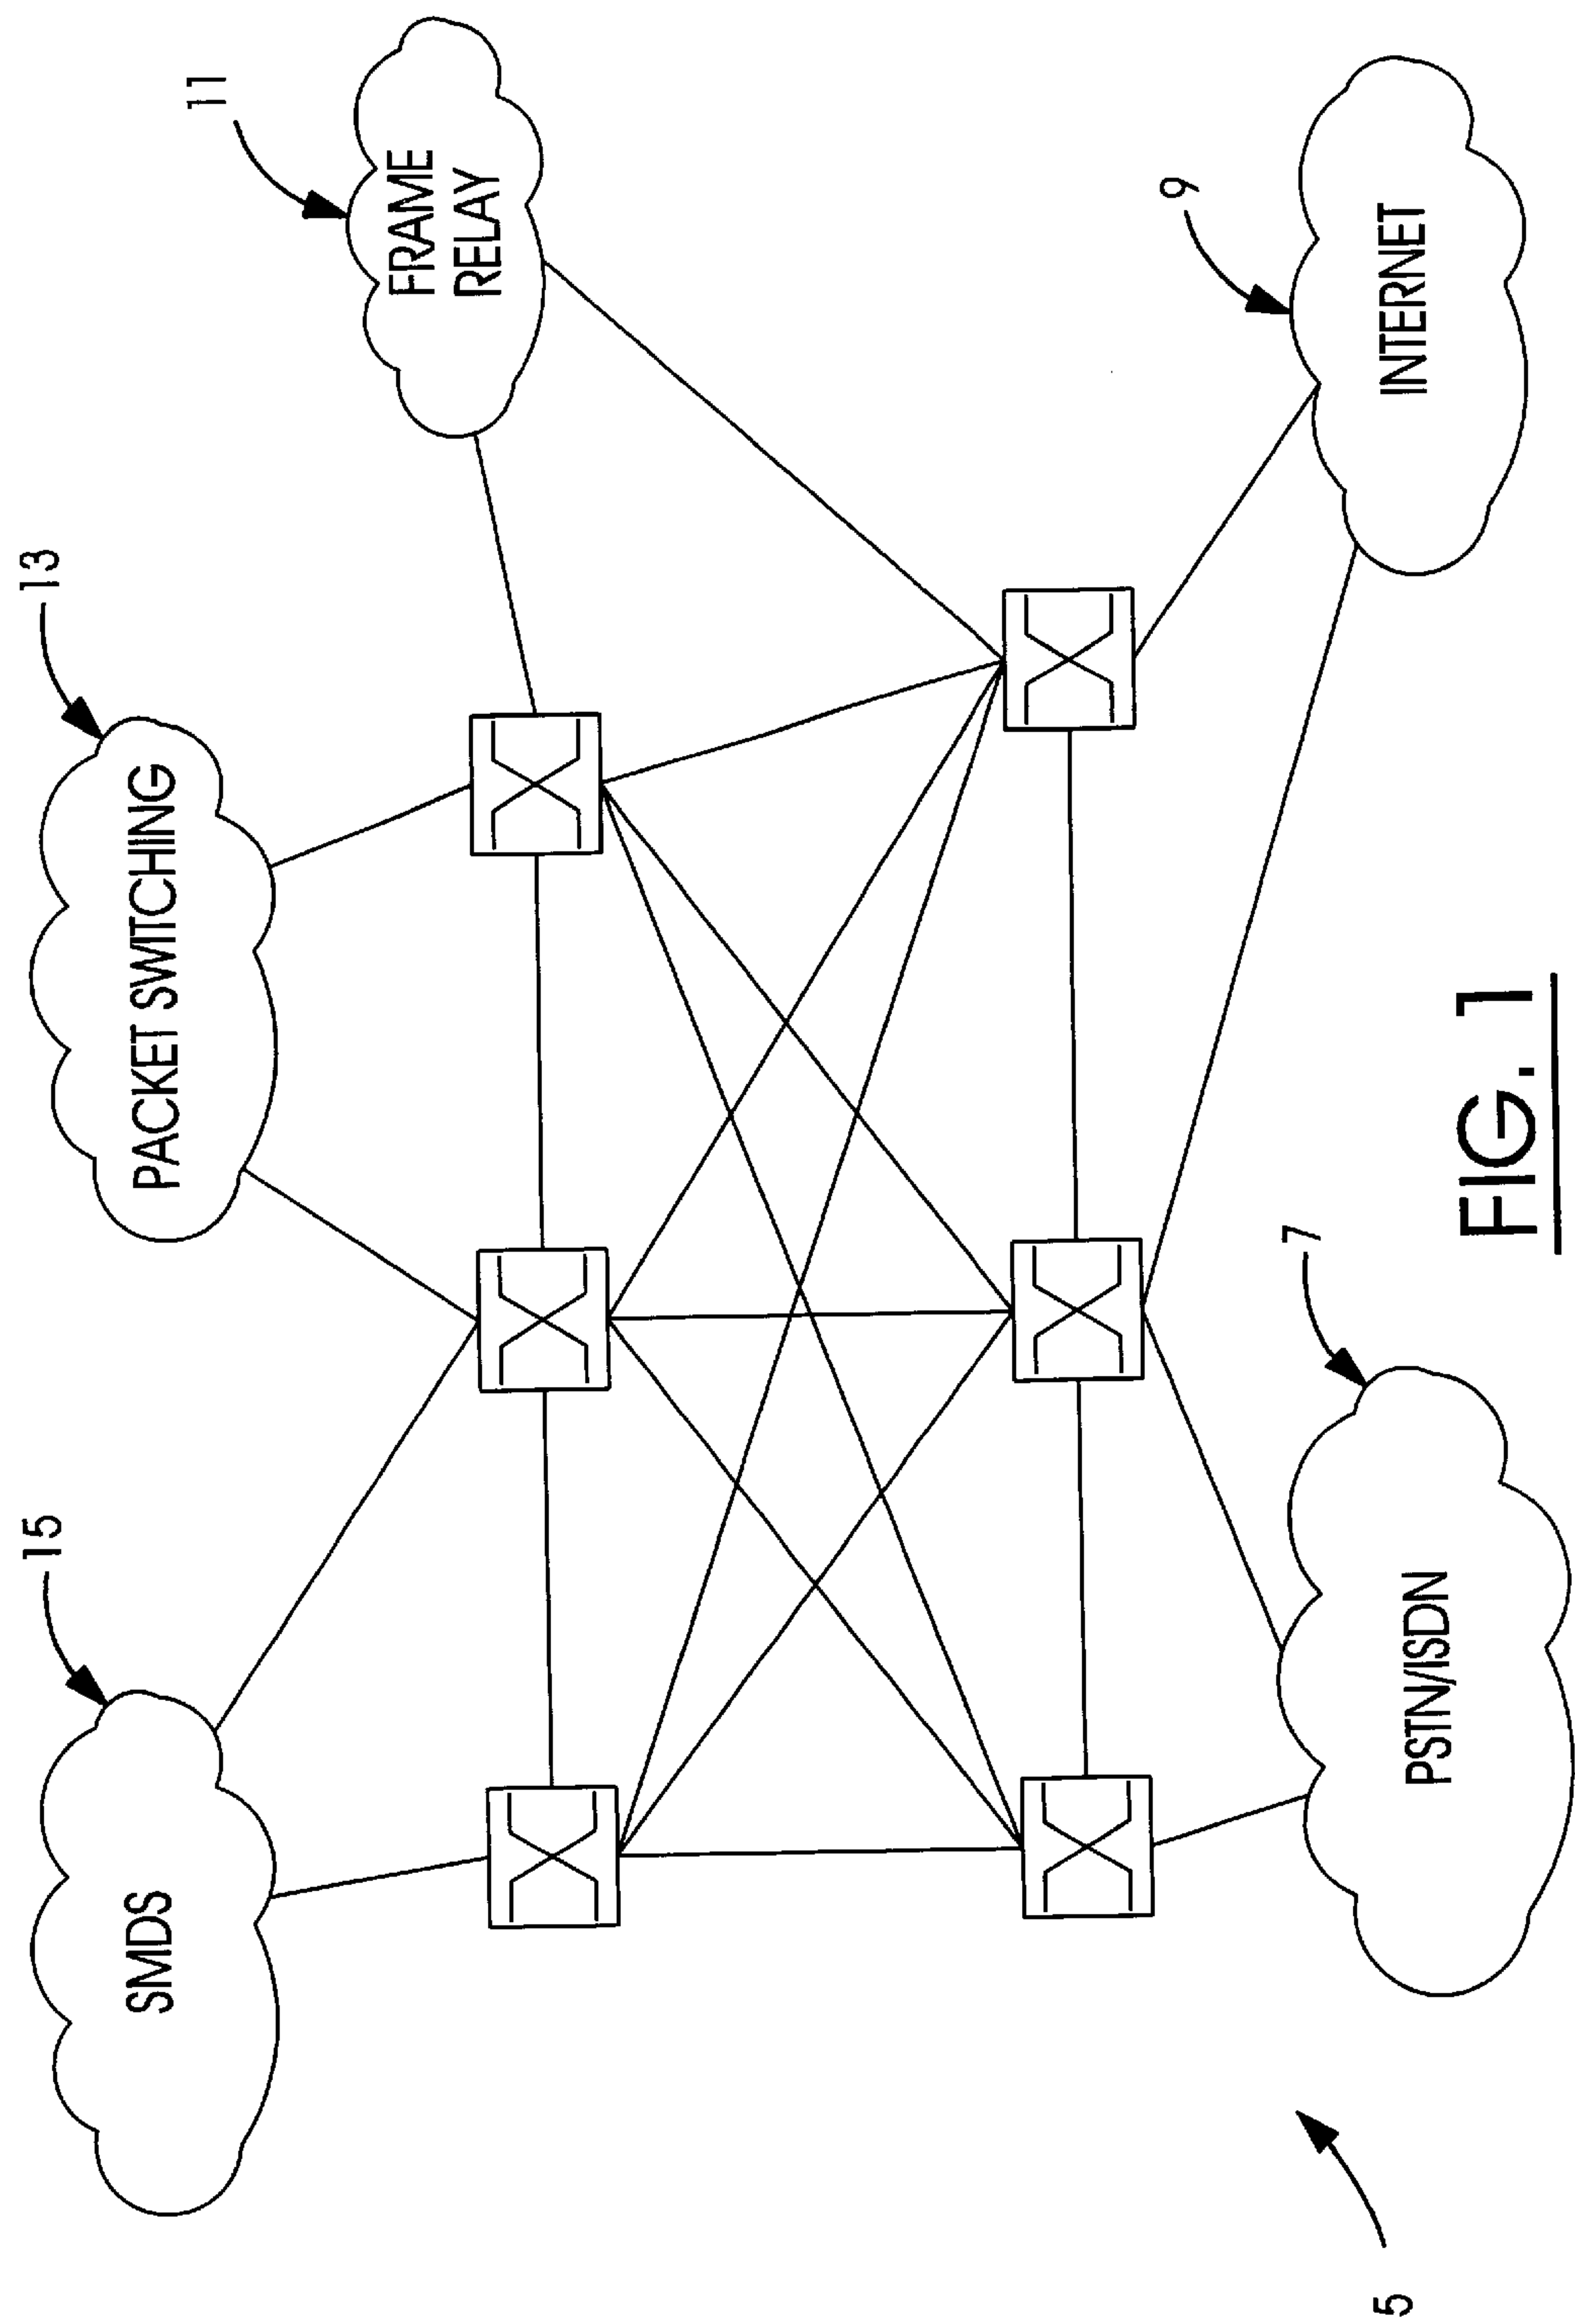 15
SMDS
13
PACKET SWITCHING
11
FRAME
RELAY
9
INTERNET
7
PSTN/ISDN
5
FIG. 1